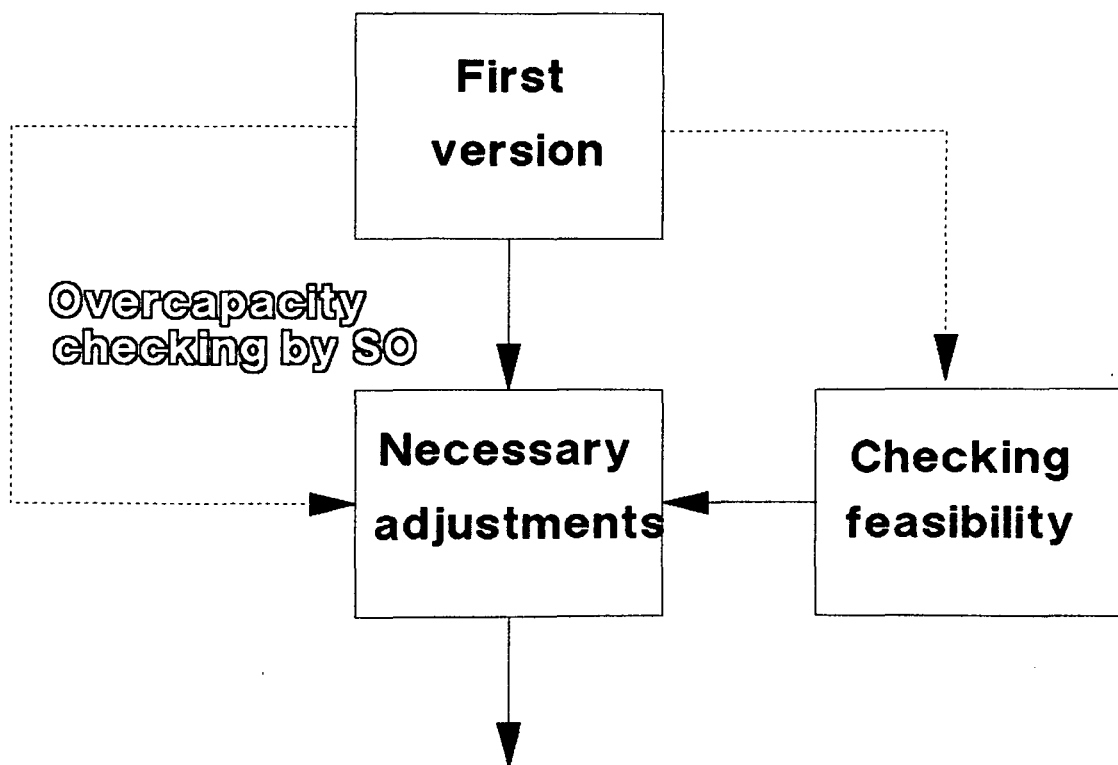 First
version
Overcapacity
checking by SO
Necessary
adjustments
Checking
feasibility